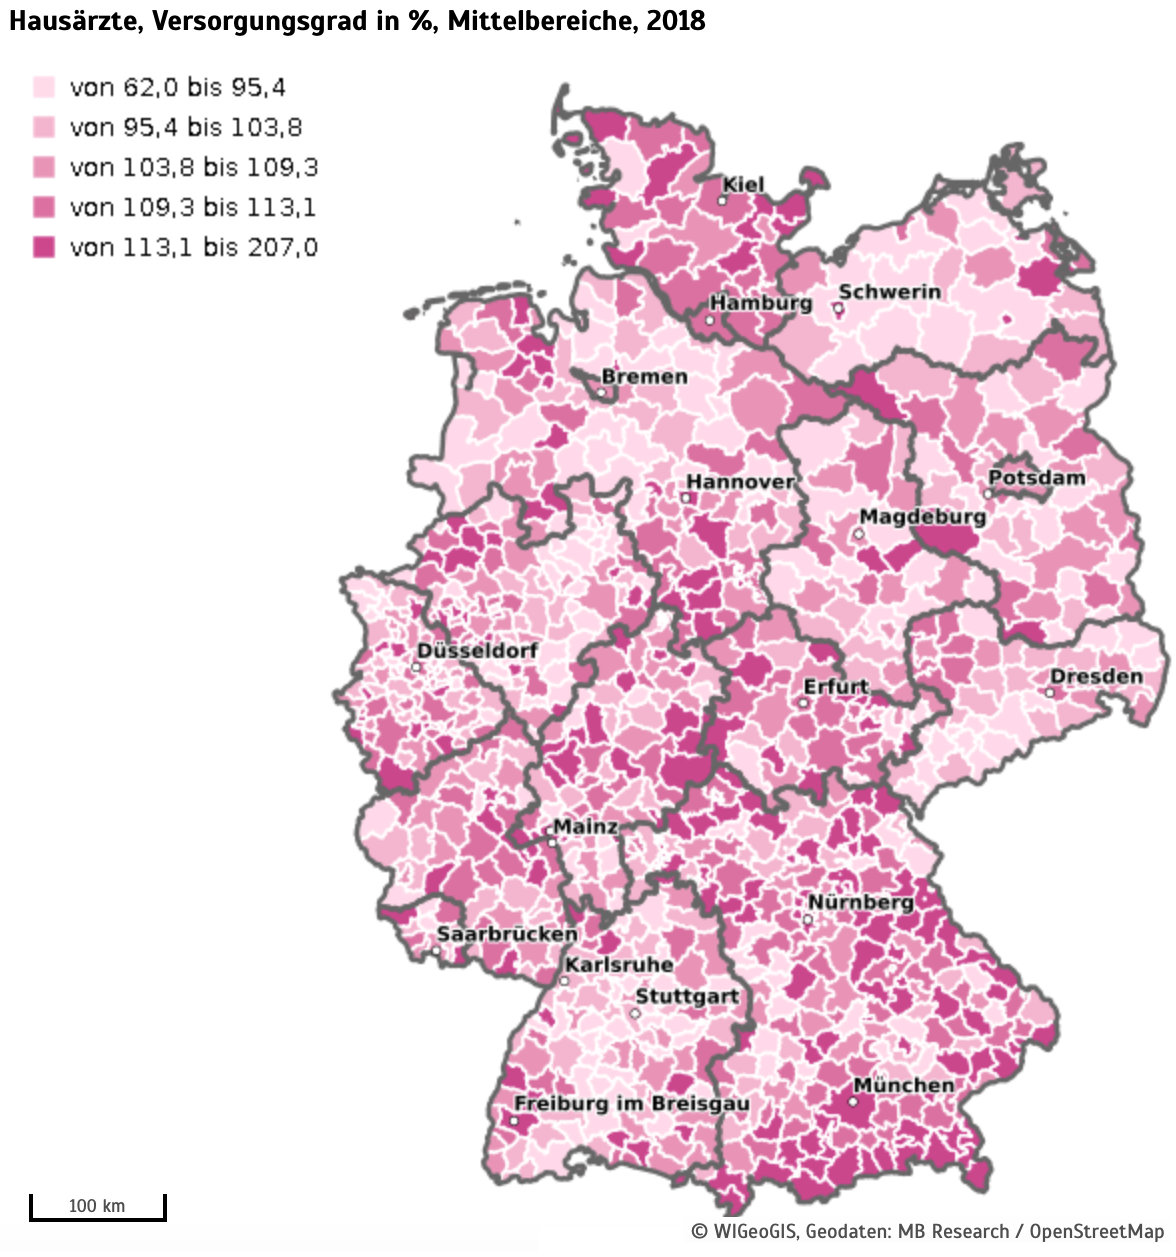 Hausärzte, Versorgungsgrad in %, Mittelbereiche, 2018
von 62,0 bis 95,4
von 95,4 bis 103,8
von 103,8 bis 109,3
von 109,3 bis 113,1
von 113,1 bis 207,0
Kiel
Schwerin
Hamburg
Bremen
Potsdam
Hannover
Magdeburg
Düsseldorf
Dresden
Erfurt
Mainz
Nürnberg
Saarbrücken
Karlsruhe
Stuttgart
München
Freiburg im Breisgau
100 km
© WIGeoGIS, Geodaten: MB Research / OpenStreetMap